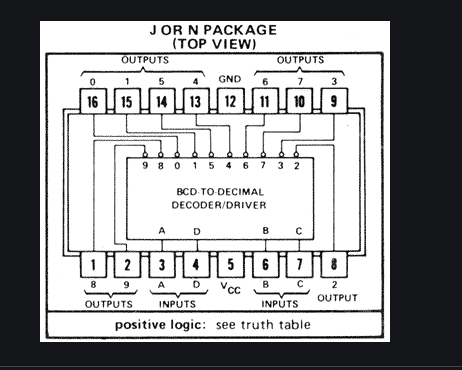 J OR N PACKAGE
(TOP VIEW)
OUTPUTS OUTPUTS
0 1 5 4 GND 6 7 3
16 15 14 13 12 11 10 9
9 8 0 1 5 4 6 7 3 2
BCD-TO-DECIMAL
DECODER/DRIVER
A D B C
1 2 3 4 5 6 7 8
8 9 A D VCC B C 2
OUTPUTS INPUTS INPUTS OUTPUT
positive logic: see truth table